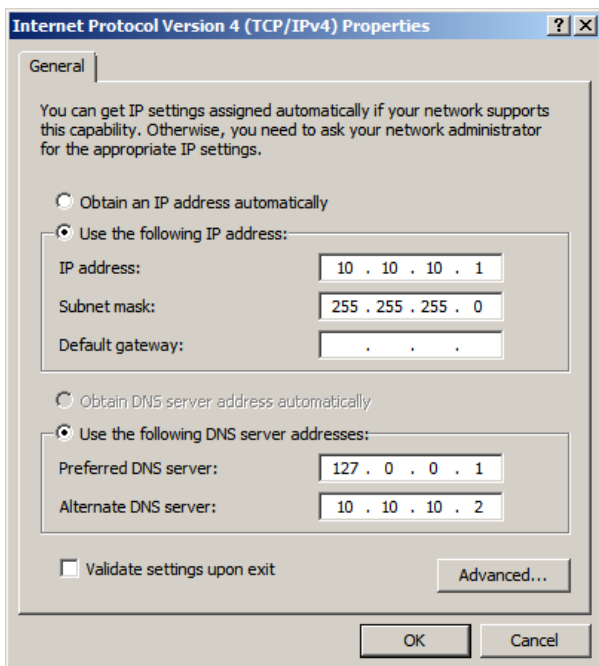 Internet Protocol Version 4 (TCP/IPv4) Properties
General
You can get IP settings assigned automatically if your network supports
this capability. Otherwise, you need to ask your network administrator
for the appropriate IP settings.
Obtain an IP address automatically
Use the following IP address:
IP address: 10 . 10 . 10 . 1
Subnet mask: 255 . 255 . 255 . 0
Default gateway: . . .
Obtain DNS server address automatically
Use the following DNS server addresses:
Preferred DNS server: 127 . 0 . 0 . 1
Alternate DNS server: 10 . 10 . 10 . 2
Validate settings upon exit
Advanced...
OK Cancel